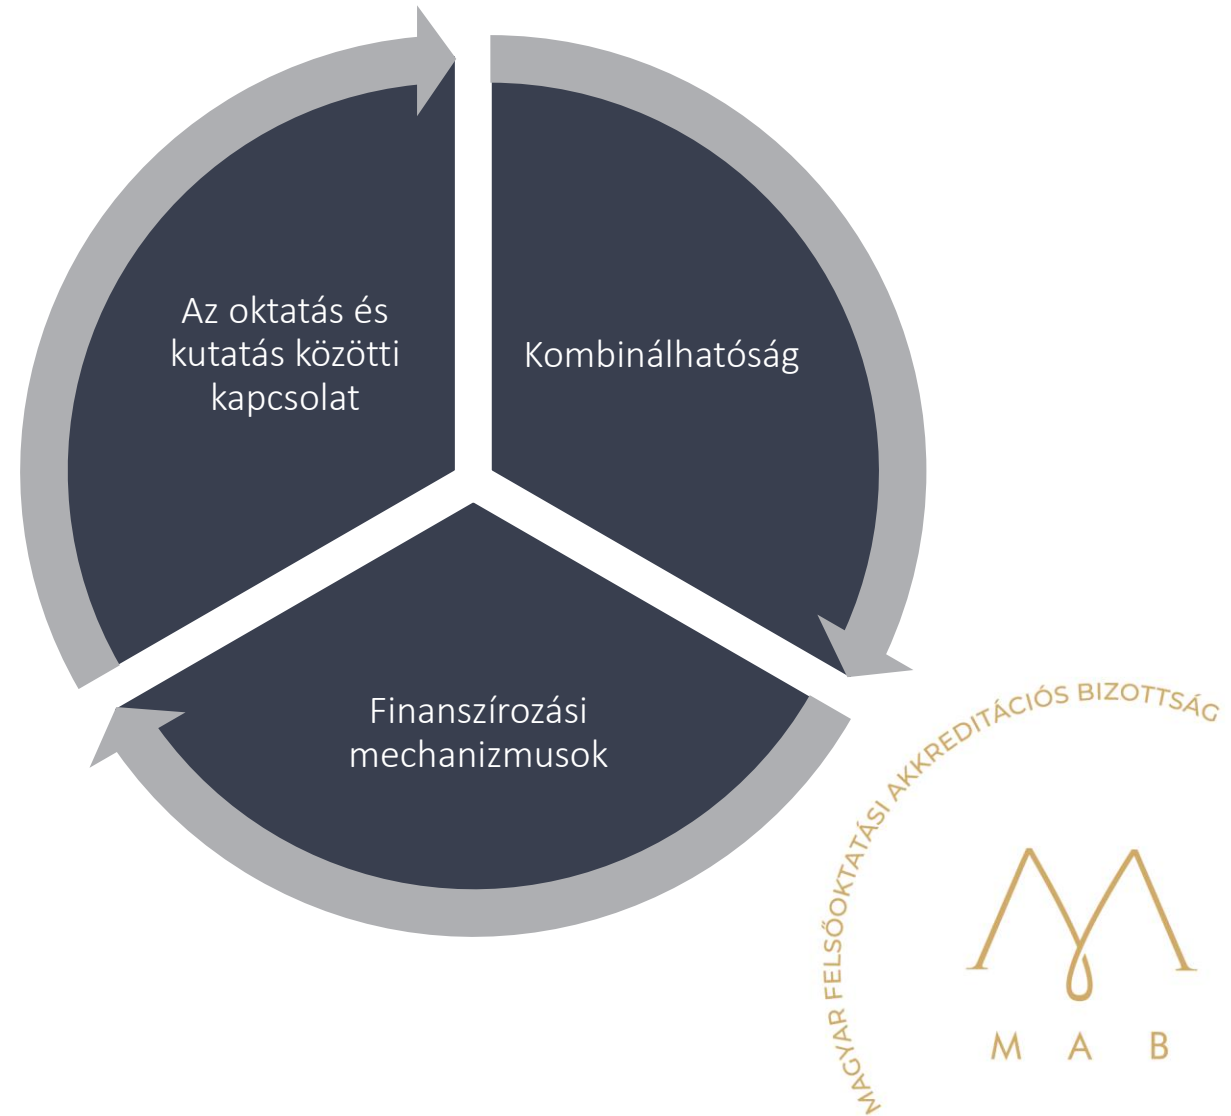 Az oktatás és
kutatás közötti
kapcsolat
Kombinálhatóság
Finanszírozási
mechanizmusok
MAGYAR FELSŐOKTATÁSI AKKREDITÁCIÓS BIZOTTSÁG
M A B